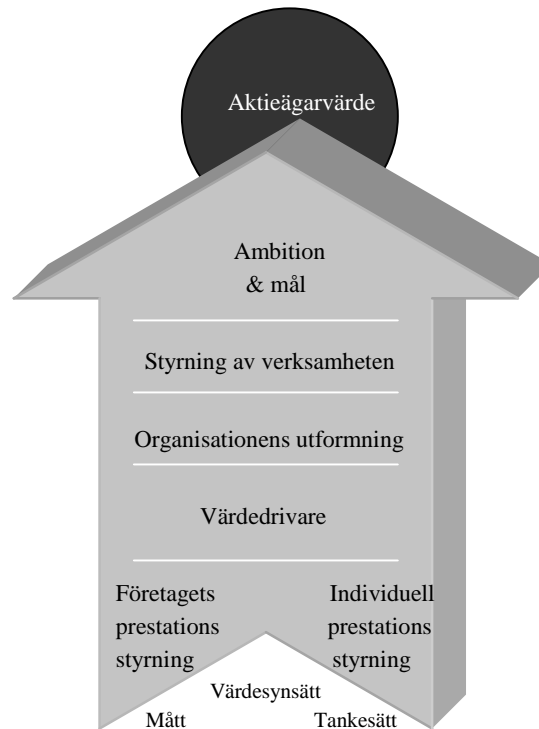 Aktieägarvärde
Ambition
& mål
Styrning av verksamheten
Organisationens utformning
Värdedrivare
Företagets
prestations
styrning
Individuell
prestations
styrning
Värdesynsätt
Mått
Tankesätt